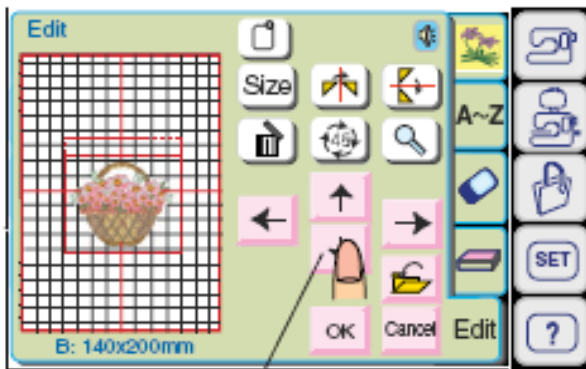 Edit
Size
A~Z
45
SET
OK
Cancel
Edit
?
B: 140x200mm